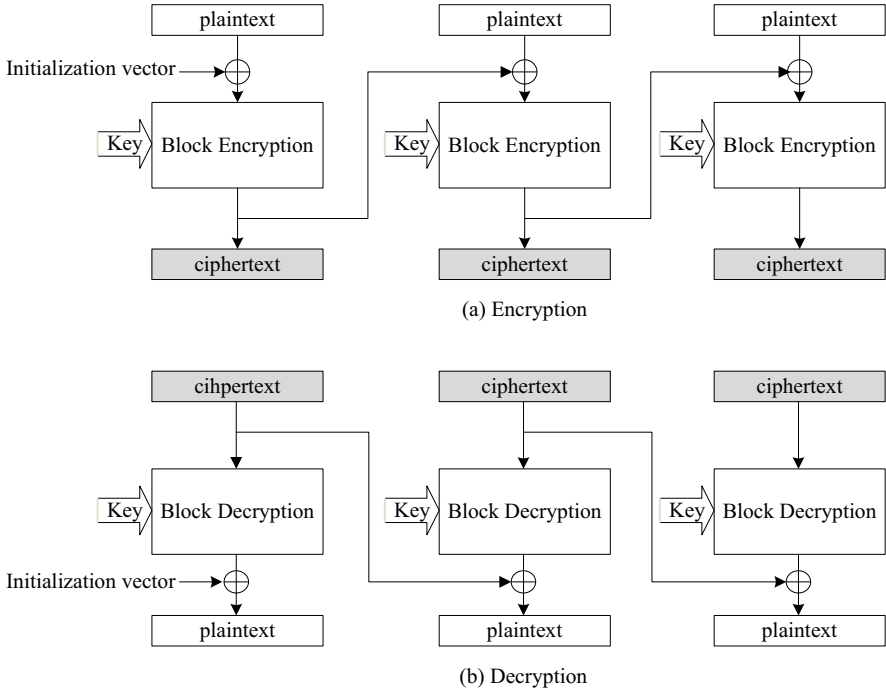 plaintext
plaintext
plaintext
Initialization vector
Key
Block Encryption
Key
Block Encryption
Key
Block Encryption
ciphertext
ciphertext
ciphertext
(a) Encryption
cihpertext
ciphertext
ciphertext
Key
Block Decryption
Key
Block Decryption
Key
Block Decryption
Initialization vector
plaintext
plaintext
plaintext
(b) Decryption